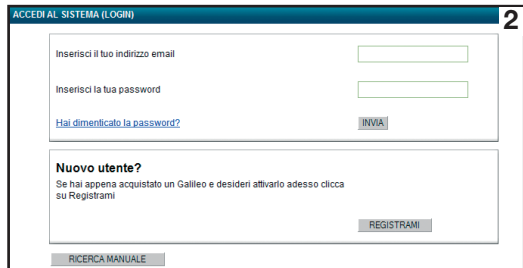 ACCEDI AL SISTEMA (LOGIN)
2
Inserisci il tuo indirizzo email
Inserisci la tua password
Hai dimenticato la password?
INVIA
Nuovo utente?
Se hai appena acquistato un Galileo e desideri attivarlo adesso clicca
su Registrami
REGISTRAMI
RICERCA MANUALE